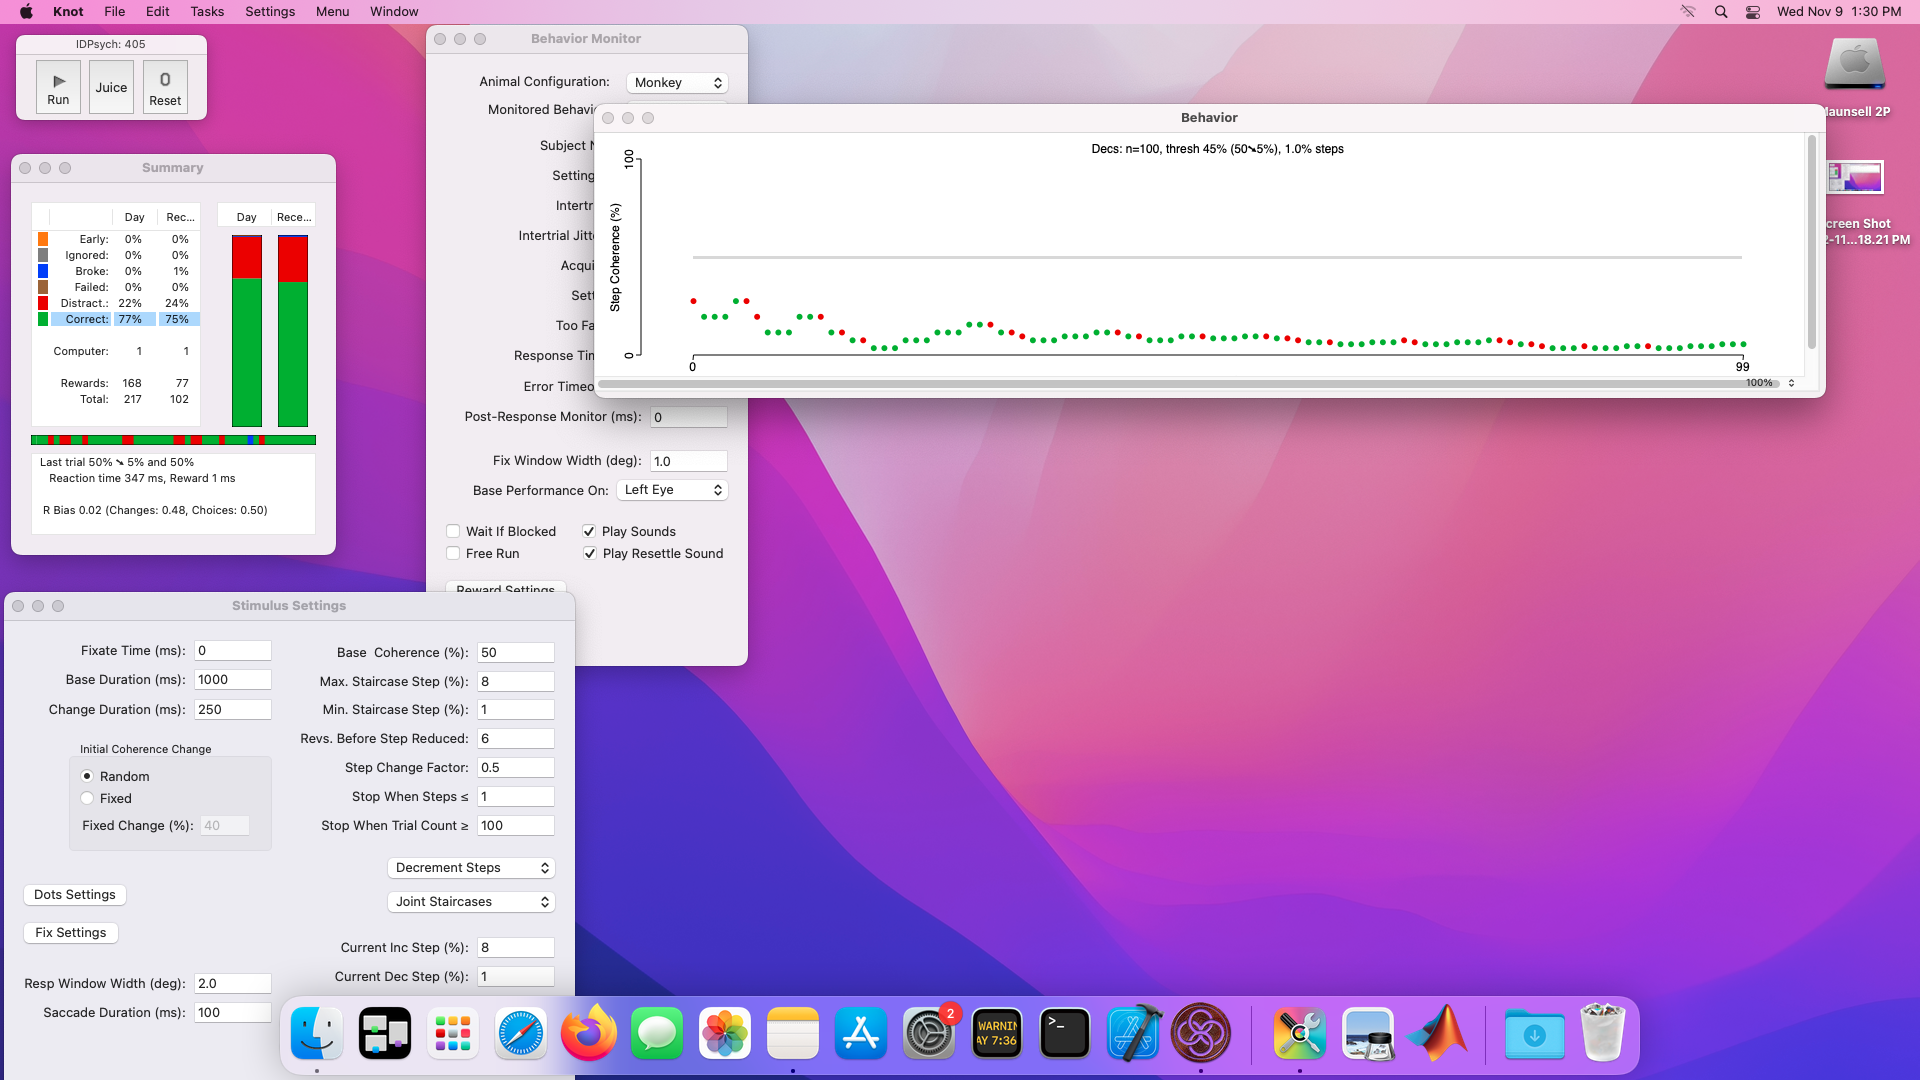 Knot File Edit Tasks Settings Menu Window Wed Nov 9 1:30 PM
IDPsych: 405
Run
Juice
0
Reset
Summary
Day Rec...
Early: 0% 0%
Ignored: 0% 0%
Broke: 0% 1%
Failed: 0% 0%
Distract.: 22% 24%
Correct: 77% 75%
Computer: 1 1
Rewards: 168 77
Total: 217 102
Day Rece...
Last trial 50% ➘ 5% and 50%
Reaction time 347 ms, Reward 1 ms
R Bias 0.02 (Changes: 0.48, Choices: 0.50)
Behavior Monitor
Animal Configuration: Monkey
Monitored Behavi
Subject N
Setting
Intertr
Intertrial Jitt
Acqui
Sett
Too Fa
Response Tim
Error Timeo
Post-Response Monitor (ms): 0
Fix Window Width (deg): 1.0
Base Performance On: Left Eye
Wait If Blocked
Play Sounds
Free Run
Play Resettle Sound
Reward Settings
Behavior
Decs: n=100, thresh 45% (50➘5%), 1.0% steps
Step Coherence (%)
100
0
0
99
100%
Maunsell 2P
creen Shot
2-11...18.21 PM
Stimulus Settings
Fixate Time (ms): 0
Base Duration (ms): 1000
Change Duration (ms): 250
Initial Coherence Change
Random
Fixed
Fixed Change (%): 40
Dots Settings
Fix Settings
Resp Window Width (deg): 2.0
Saccade Duration (ms): 100
Base Coherence (%): 50
Max. Staircase Step (%): 8
Min. Staircase Step (%): 1
Revs. Before Step Reduced: 6
Step Change Factor: 0.5
Stop When Steps ≤ 1
Stop When Trial Count ≥ 100
Decrement Steps
Joint Staircases
Current Inc Step (%): 8
Current Dec Step (%): 1
2
WARNIN
AY 7:36
>_